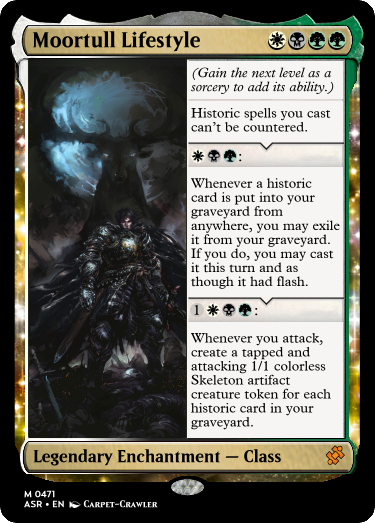 Moortull Lifestyle
(Gain the next level as a
sorcery to add its ability.)
Historic spells you cast
can't be countered.
:
Whenever a historic
card is put into your
graveyard from
anywhere, you may exile
it from your graveyard.
If you do, you may cast
it this turn and as
though it had flash.
1 :
Whenever you attack,
create a tapped and
attacking 1/1 colorless
Skeleton artifact
creature token for each
historic card in your
graveyard.
Legendary Enchantment — Class
M 0471
ASR • EN Carpet-Crawler